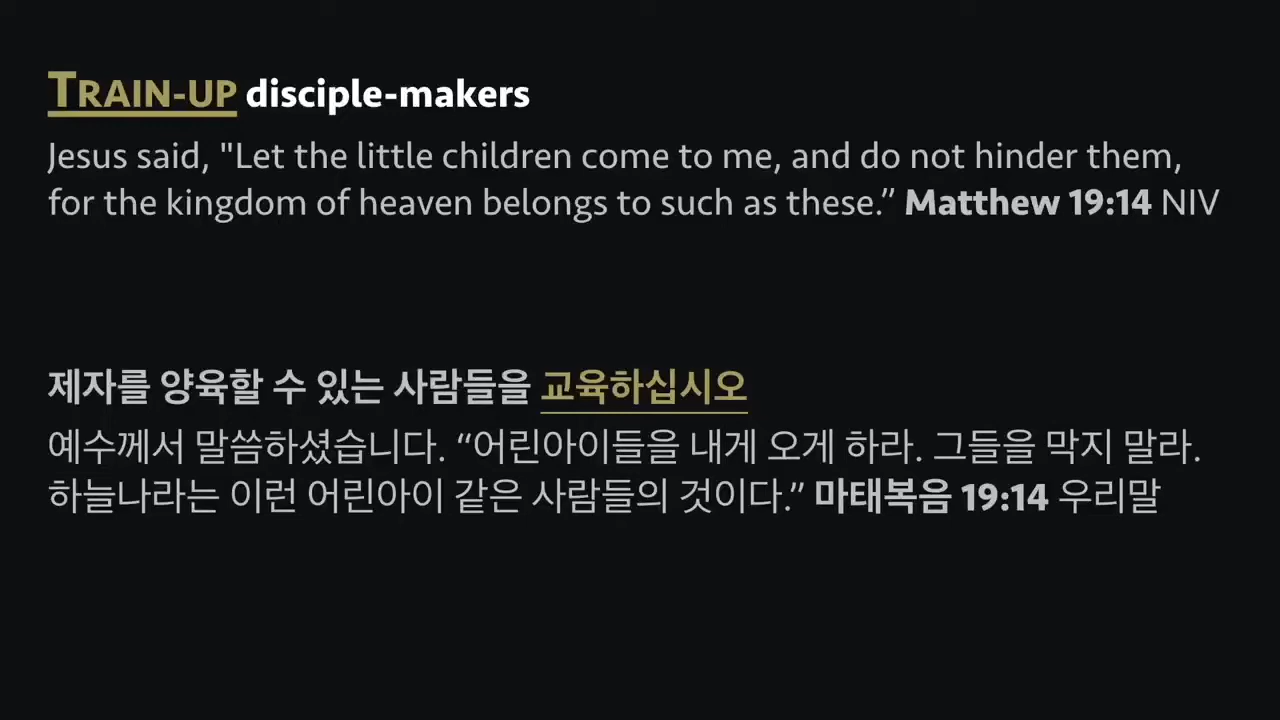 TRAIN-UP disciple-makers
Jesus said, "Let the little children come to me, and do not hinder them,
for the kingdom of heaven belongs to such as these.” Matthew 19:14 NIV
제자를 양육할 수 있는 사람들을 교육하십시오
예수께서 말씀하셨습니다. “어린아이들을 내게 오게 하라. 그들을 막지 말라.
하늘나라는 이런 어린아이 같은 사람들의 것이다.” 마태복음 19:14 우리말